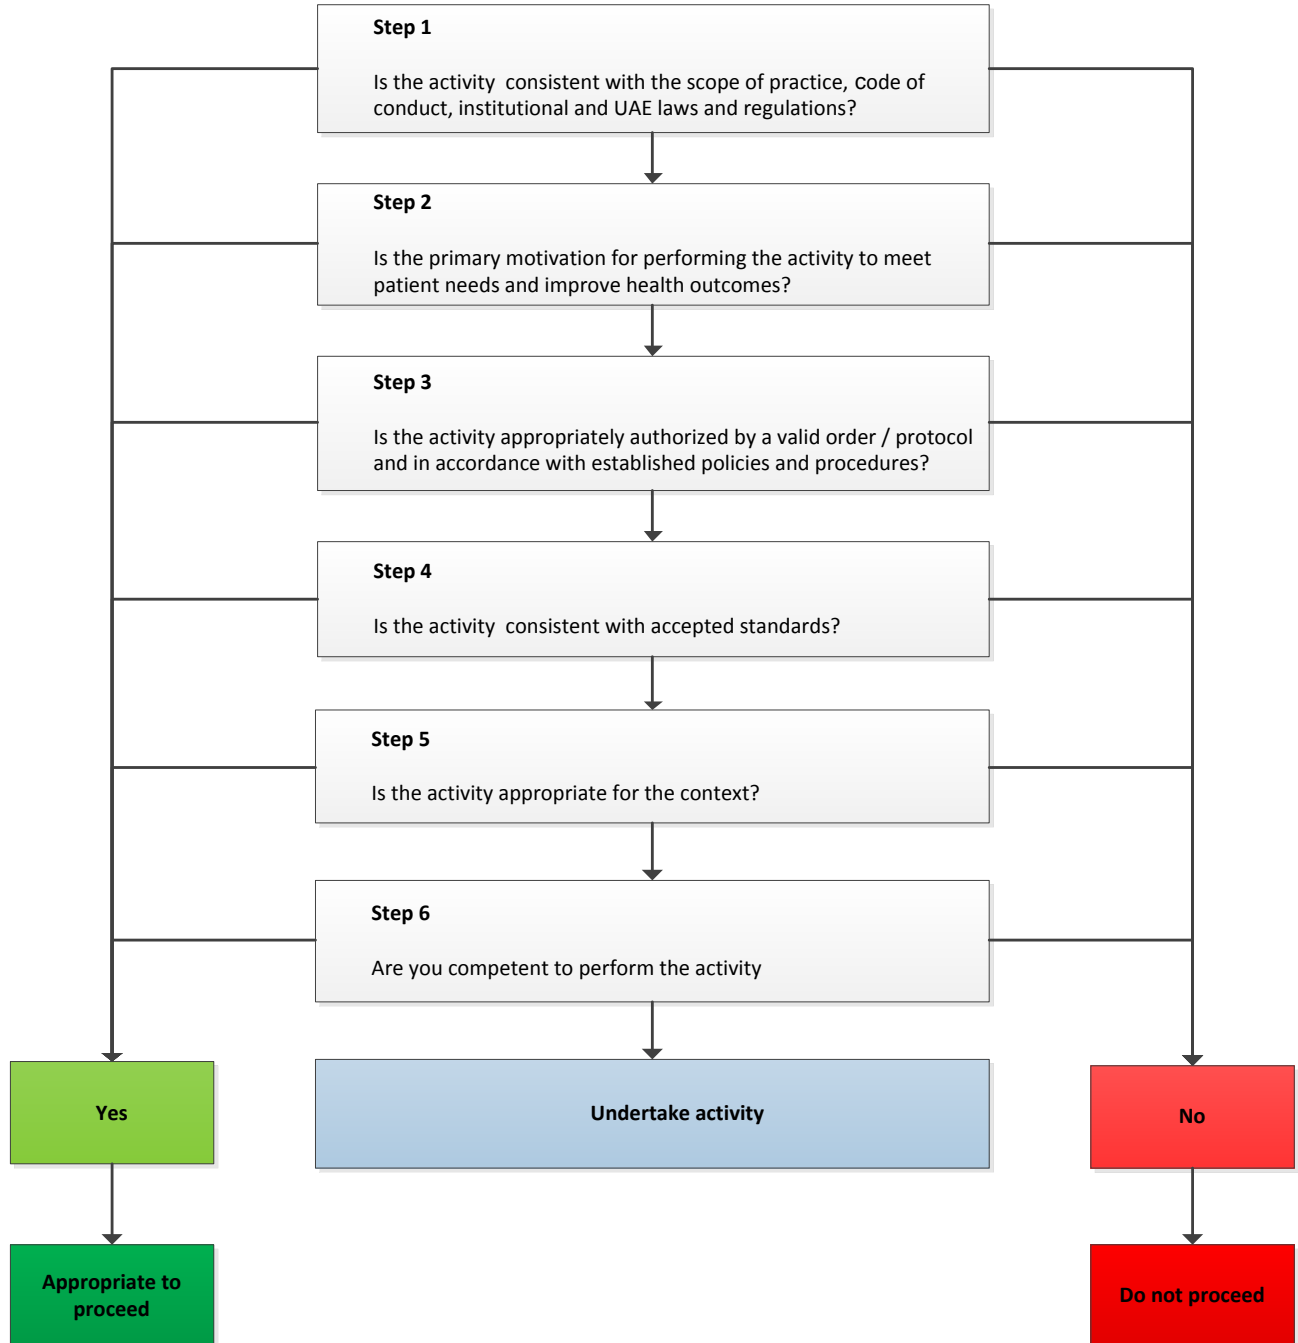 Step 1
Is the activity  consistent with the scope of practice, code of
conduct, institutional and UAE laws and regulations?
Step 2
Is the primary motivation for performing the activity to meet
patient needs and improve health outcomes?
Step 3
Is the activity appropriately authorized by a valid order / protocol
and in accordance with established policies and procedures?
Step 4
Is the activity  consistent with accepted standards?
Step 5
Is the activity appropriate for the context?
Step 6
Are you competent to perform the activity
Yes
Undertake activity
No
Appropriate to
proceed
Do not proceed